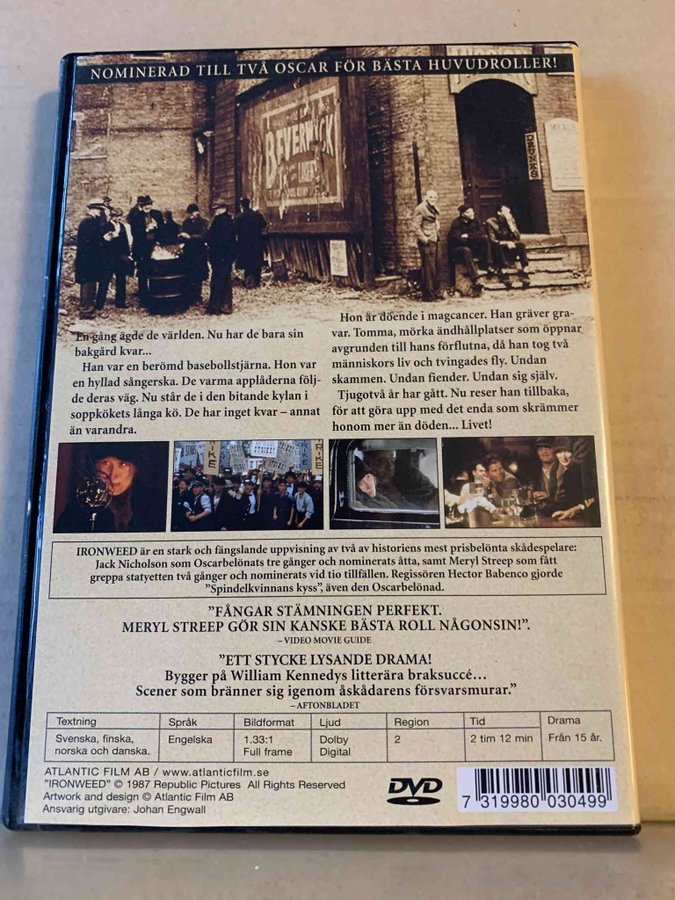 NOMINERAD TILL TVÅ OSCAR FÖR BÄSTA HUVUDROLLER!
BEVERWYCK
MEALS
DRUNKS
En gång ägde de världen. Nu har de bara sin
bakgård kvar...
Han var en berömd basebollstjärna. Hon var
en hyllad sångerska. De varma applåderna följ-
de deras väg. Nu står de i den bitande kylan i
soppkökets långa kö. De har inget kvar – annat
än varandra.
Hon är döende i magcancer. Han gräver gra-
var. Tomma, mörka ändhållplatser som öppnar
avgrunden till hans förflutna, då han tog två
människors liv och tvingades fly. Undan
skammen. Undan fiender. Undan sig själv.
Tjugotvå år har gått. Nu reser han tillbaka,
för att göra upp med det enda som skrämmer
honom mer än döden... Livet!
STRIKE
IRONWEED är en stark och fängslande uppvisning av två av historiens mest prisbelönta skådespelare:
Jack Nicholson som Oscarbelönats tre gånger och nominerats åtta, samt Meryl Streep som fått
greppa statyetten två gånger och nominerats vid tio tillfällen. Regissören Hector Babenco gjorde
"Spindelkvinnans kyss", även den Oscarbelönad.
"FÅNGAR STÄMNINGEN PERFEKT.
MERYL STREEP GÖR SIN KANSKE BÄSTA ROLL NÅGONSIN!".
– VIDEO MOVIE GUIDE
"ETT STYCKE LYSANDE DRAMA!
Bygger på William Kennedys litterära braksuccé...
Scener som bränner sig igenom åskådarens försvarsmurar."
– AFTONBLADET
Textning Språk Bildformat Ljud Region Tid Drama
Svenska, finska, Engelska 1.33:1 Dolby 2 2 tim 12 min Från 15 år.
norska och danska. Full frame Digital
ATLANTIC FILM AB / www.atlanticfilm.se
"IRONWEED" © 1987 Republic Pictures All Rights Reserved
Artwork and design © Atlantic Film AB
Ansvarig utgivare: Johan Engwall
DVD
7 319980 030499